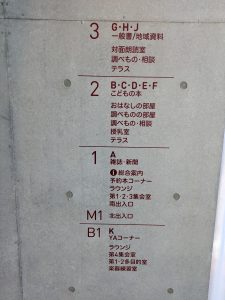 3 G・H・J
一般書/地域資料
対面朗読室
調べもの・相談
テラス
2 B・C・D・E・F
こどもの本
おはなしの部屋
調べものの部屋
調べもの・相談
授乳室
テラス
1 A
雑誌・新聞
i 総合案内
予約本コーナー
ラウンジ
第1・2・3集会室
南出入口
M1 北出入口
B1 K
YAコーナー
ラウンジ
第4集会室
第1・2多目的室
楽器練習室